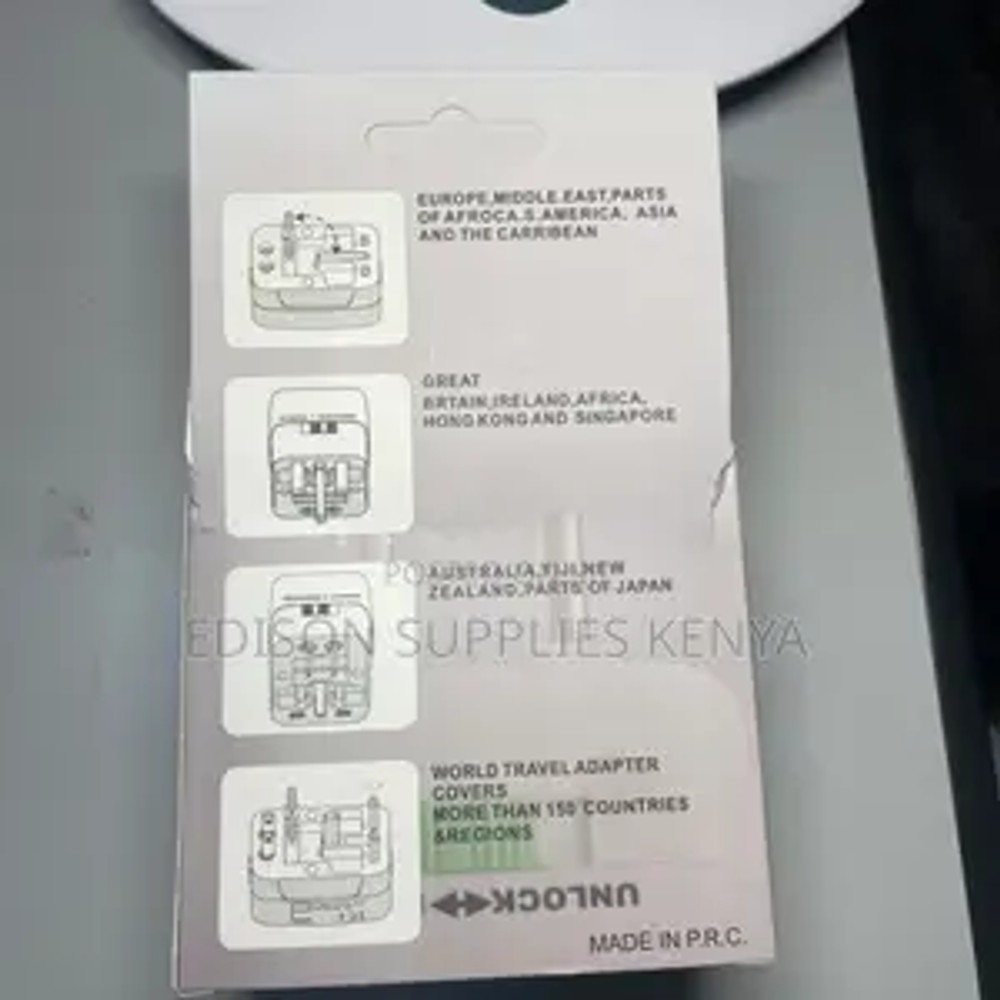 EUROPE,MIDDLE.EAST,PARTS
OF AFROCA.S.AMERICA, ASIA
AND THE CARRIBEAN
GREAT
BRTAIN,IRELAND,AFRICA,
HONG KONG AND SINGAPORE
AUSTRALIA,FIJI,NEW
ZEALAND,PARTS OF JAPAN
EDISON SUPPLIES KENYA
WORLD TRAVEL ADAPTER
COVERS
MORE THAN 150 COUNTRIES
&REGIONS
UNLOCK
MADE IN P.R.C.